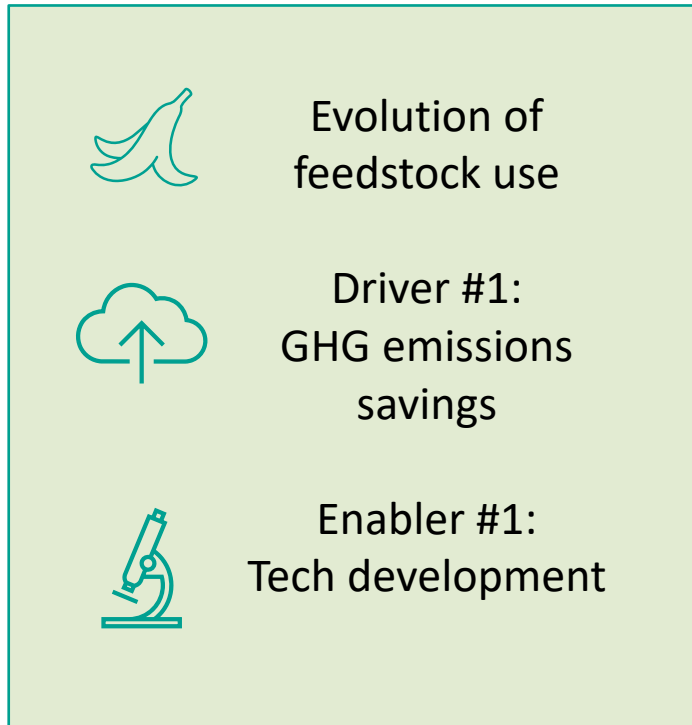 Evolution of
feedstock use
Driver #1:
GHG emissions
savings
Enabler #1:
Tech development